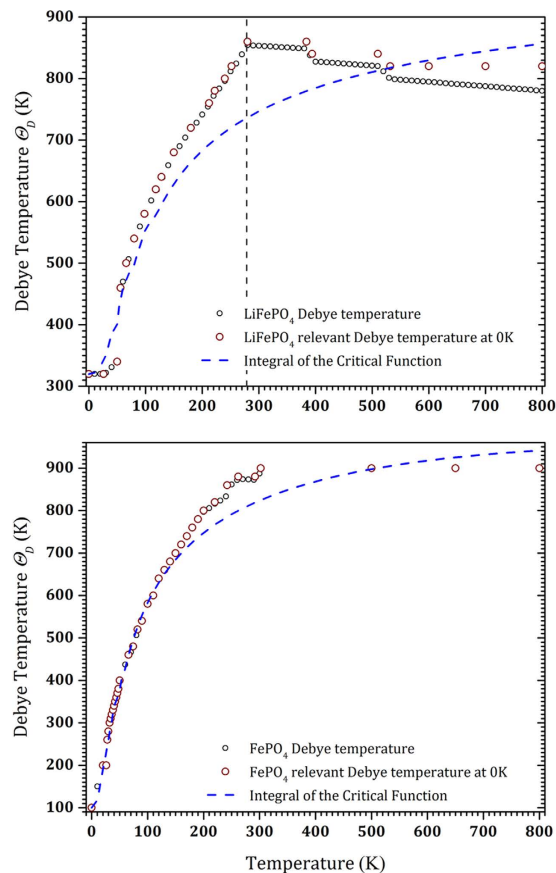 900
800
700
600
500
400
300
Debye Temperature Θ_D (K)
LiFePO₄ Debye temperature
LiFePO₄ relevant Debye temperature at 0K
Integral of the Critical Function
0 100 200 300 400 500 600 700 800
900
800
700
600
500
400
300
200
100
Debye Temperature Θ_D (K)
FePO₄ Debye temperature
FePO₄ relevant Debye temperature at 0K
Integral of the Critical Function
0 100 200 300 400 500 600 700 800
Temperature (K)